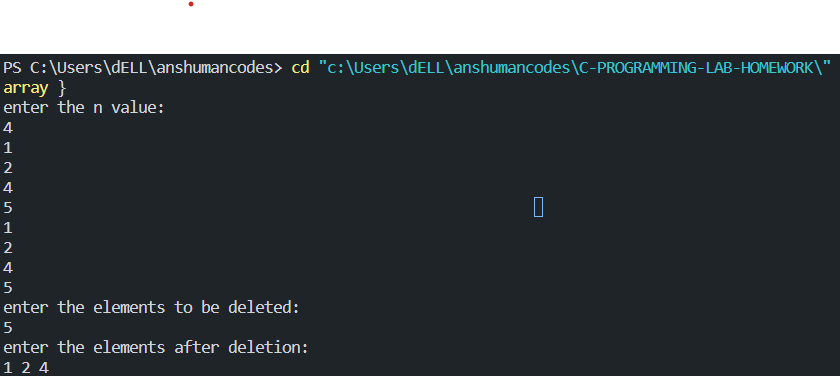 PS C:\Users\dELL\anshumancodes> cd "c:\Users\dELL\anshumancodes\C-PROGRAMMING-LAB-HOMEWORK\"
array }
enter the n value:
4
1
2
4
5
1
2
4
5
enter the elements to be deleted:
5
enter the elements after deletion:
1 2 4